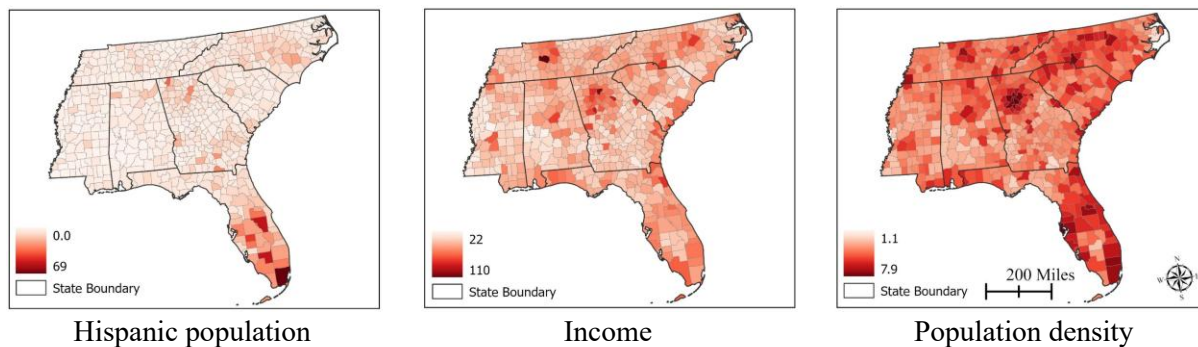 0.0
69
State Boundary
Hispanic population
22
110
State Boundary
Income
1.1
7.9
State Boundary
200 Miles
N
W
S
Population density